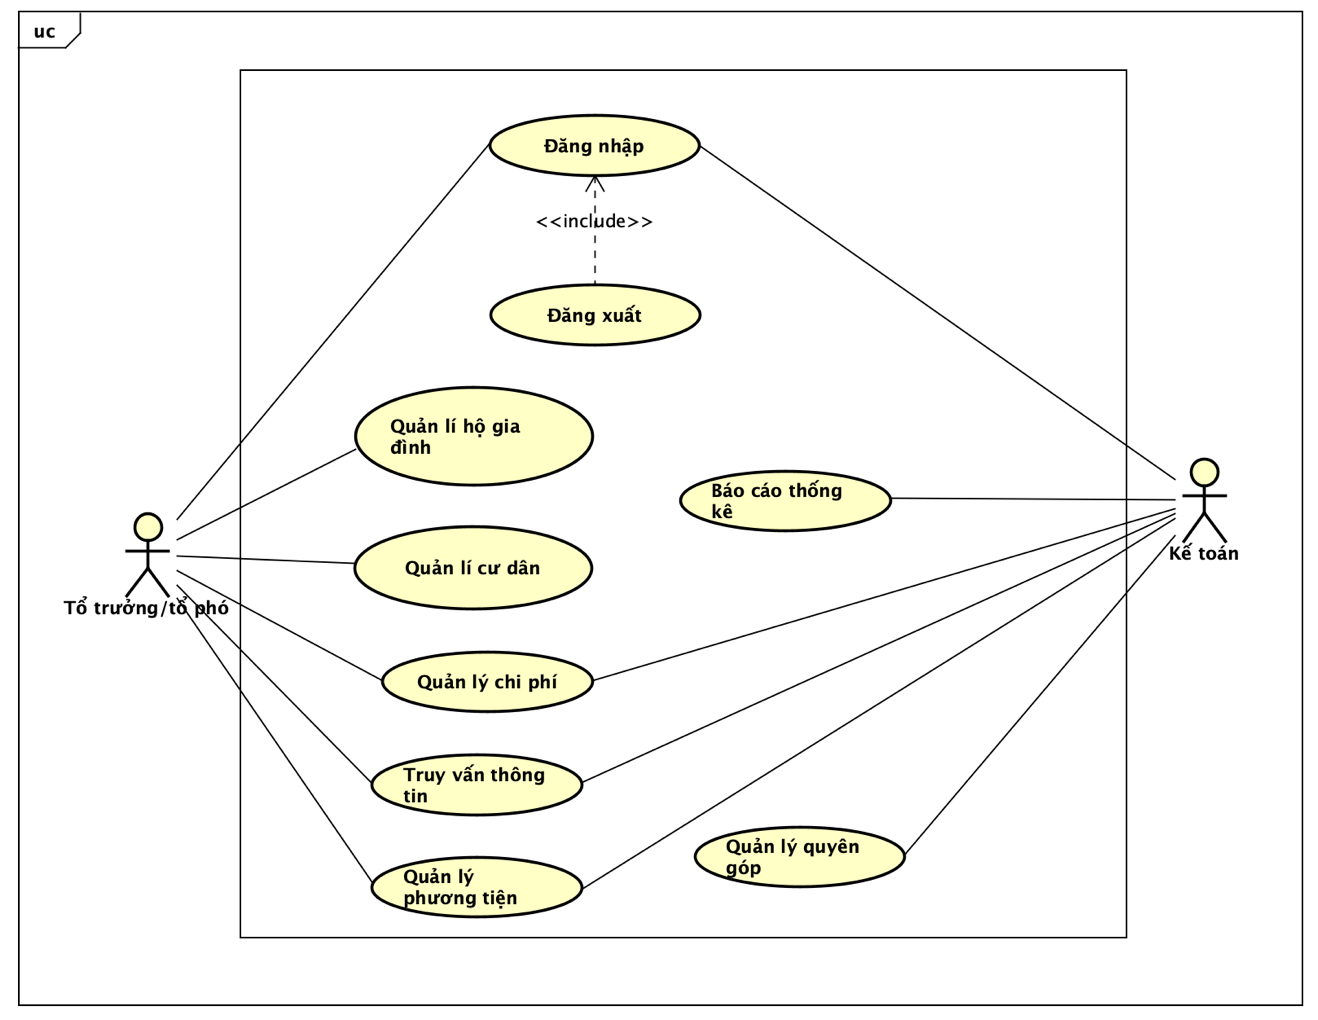 uc
Đăng nhập
<<include>>
Đăng xuất
Quản lí hộ gia
đình
Báo cáo thống
kê
Kế toán
Quản lí cư dân
Tổ trưởng/tổ phó
Quản lý chi phí
Truy vấn thông
tin
Quản lý quyên
góp
Quản lý
phương tiện